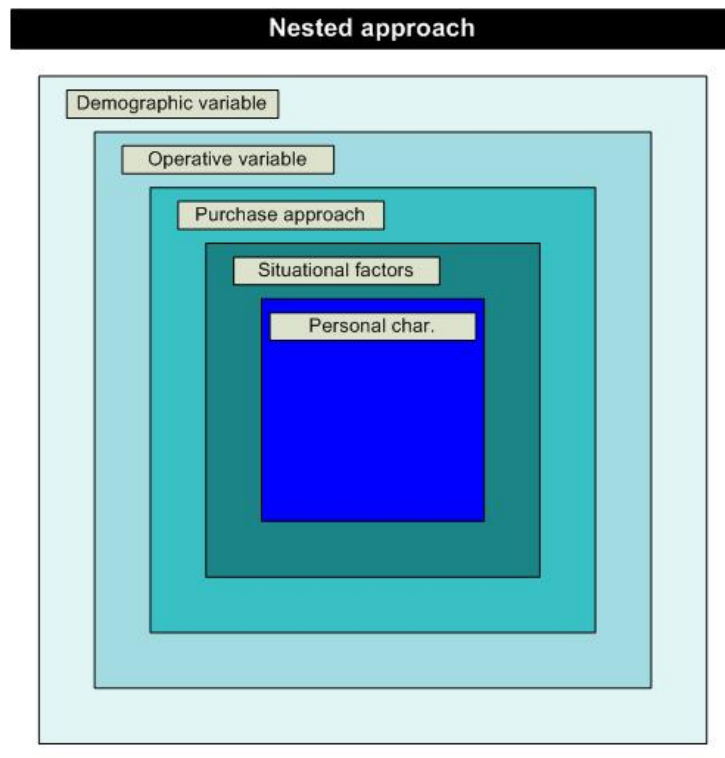 Nested approach
Demographic variable
Operative variable
Purchase approach
Situational factors
Personal char.